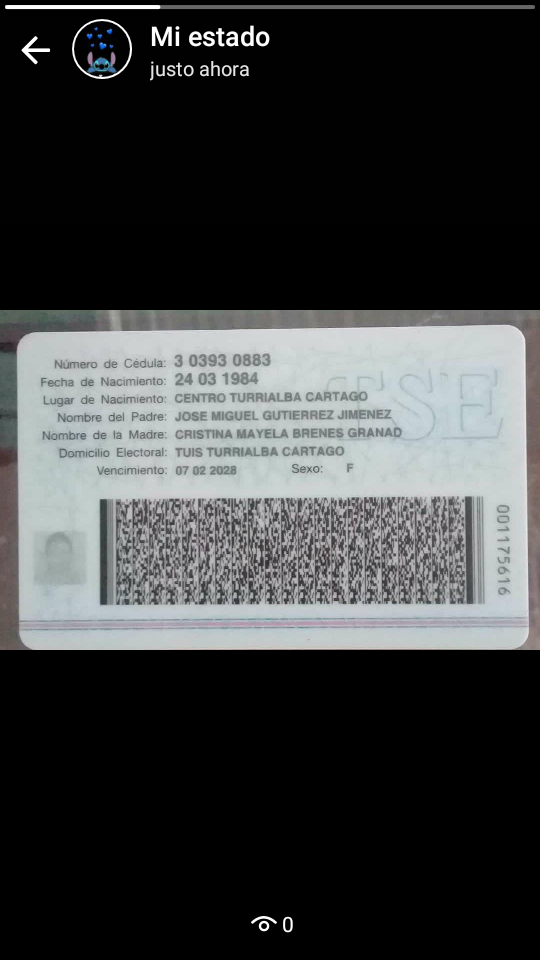 Mi estado
justo ahora
TSE
Número de Cédula: 3 0393 0883
Fecha de Nacimiento: 24 03 1984
Lugar de Nacimiento: CENTRO TURRIALBA CARTAGO
Nombre del Padre: JOSE MIGUEL GUTIERREZ JIMENEZ
Nombre de la Madre: CRISTINA MAYELA BRENES GRANAD
Domicilio Electoral: TUIS TURRIALBA CARTAGO
Vencimiento: 07 02 2028 Sexo: F
001175616
0